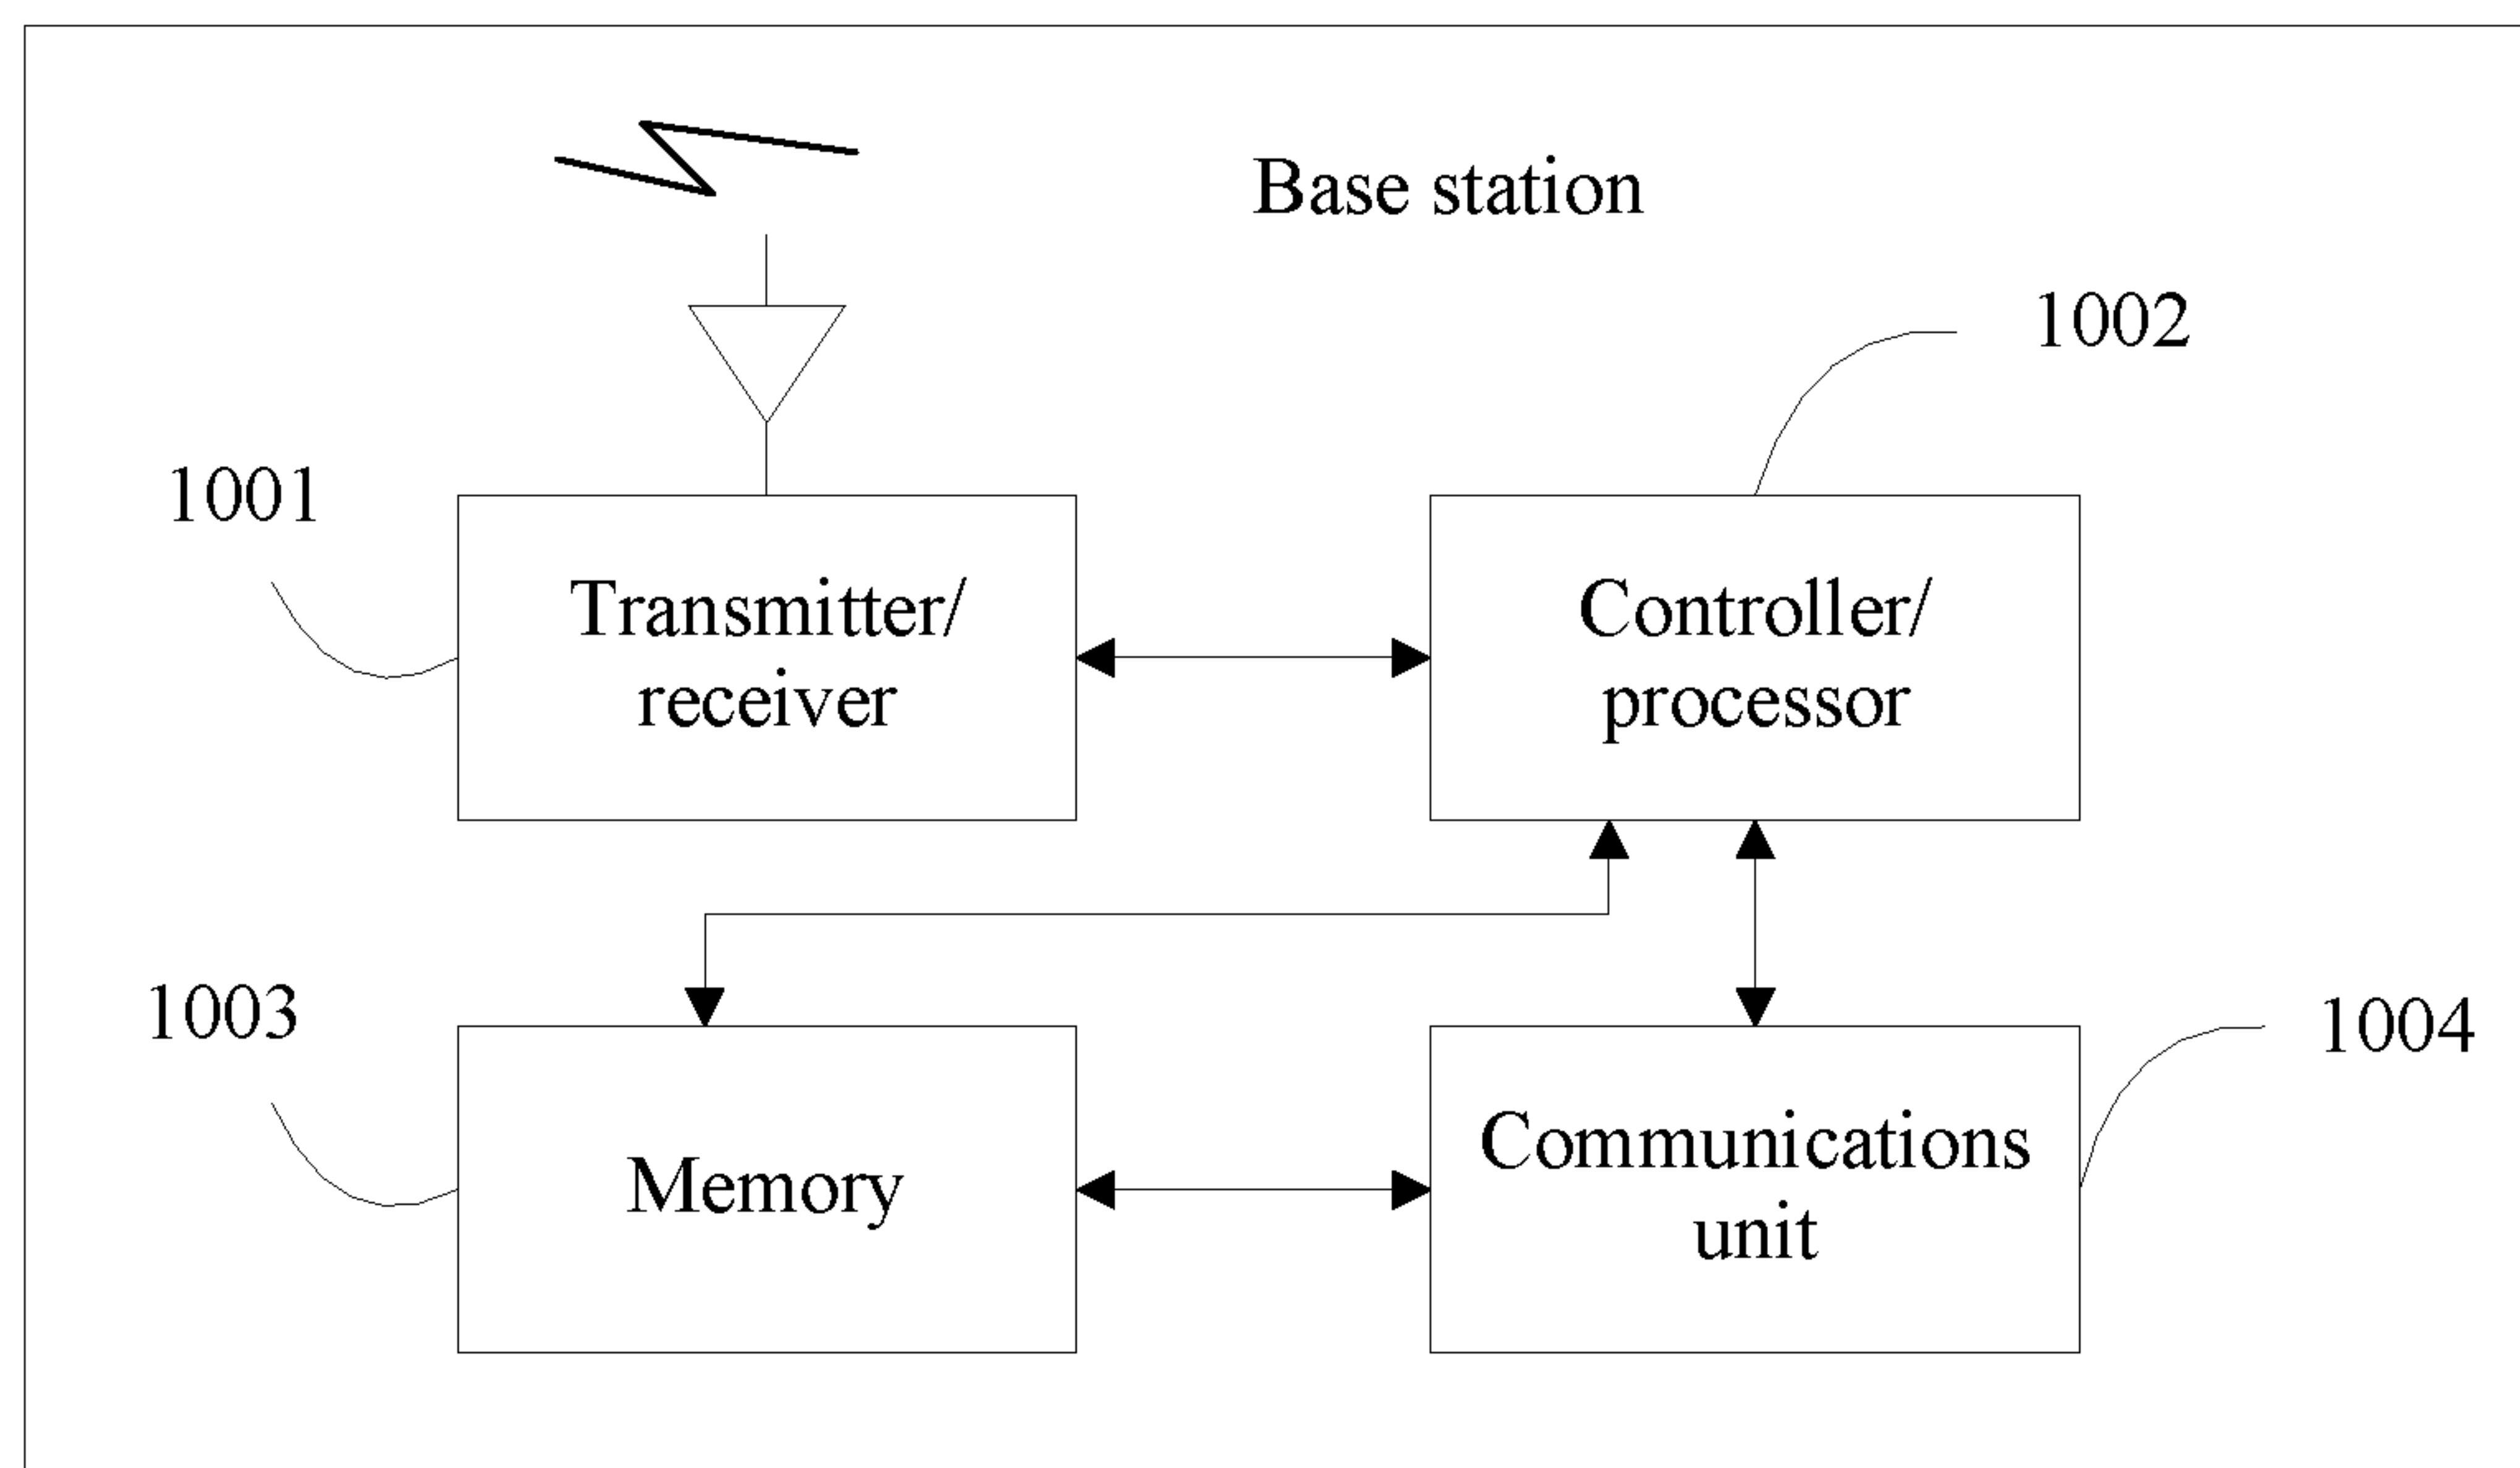 Base station
1002
1001
Transmitter/
receiver
Controller/
processor
1003
1004
Memory
Communications
unit